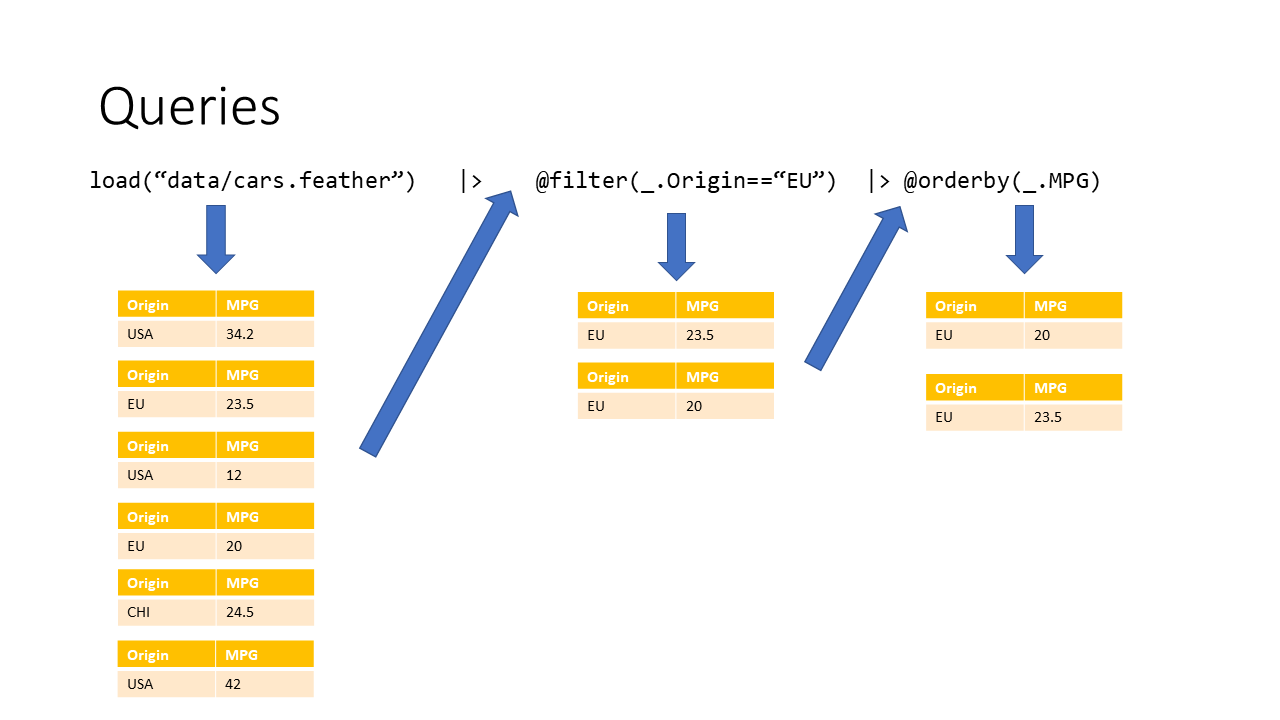 Queries
load(“data/cars.feather”) |> @filter(_.Origin==“EU”) |> @orderby(_.MPG)
Origin MPG
USA 34.2
Origin MPG
EU 23.5
Origin MPG
USA 12
Origin MPG
EU 20
Origin MPG
CHI 24.5
Origin MPG
USA 42
Origin MPG
EU 23.5
Origin MPG
EU 20
Origin MPG
EU 20
Origin MPG
EU 23.5